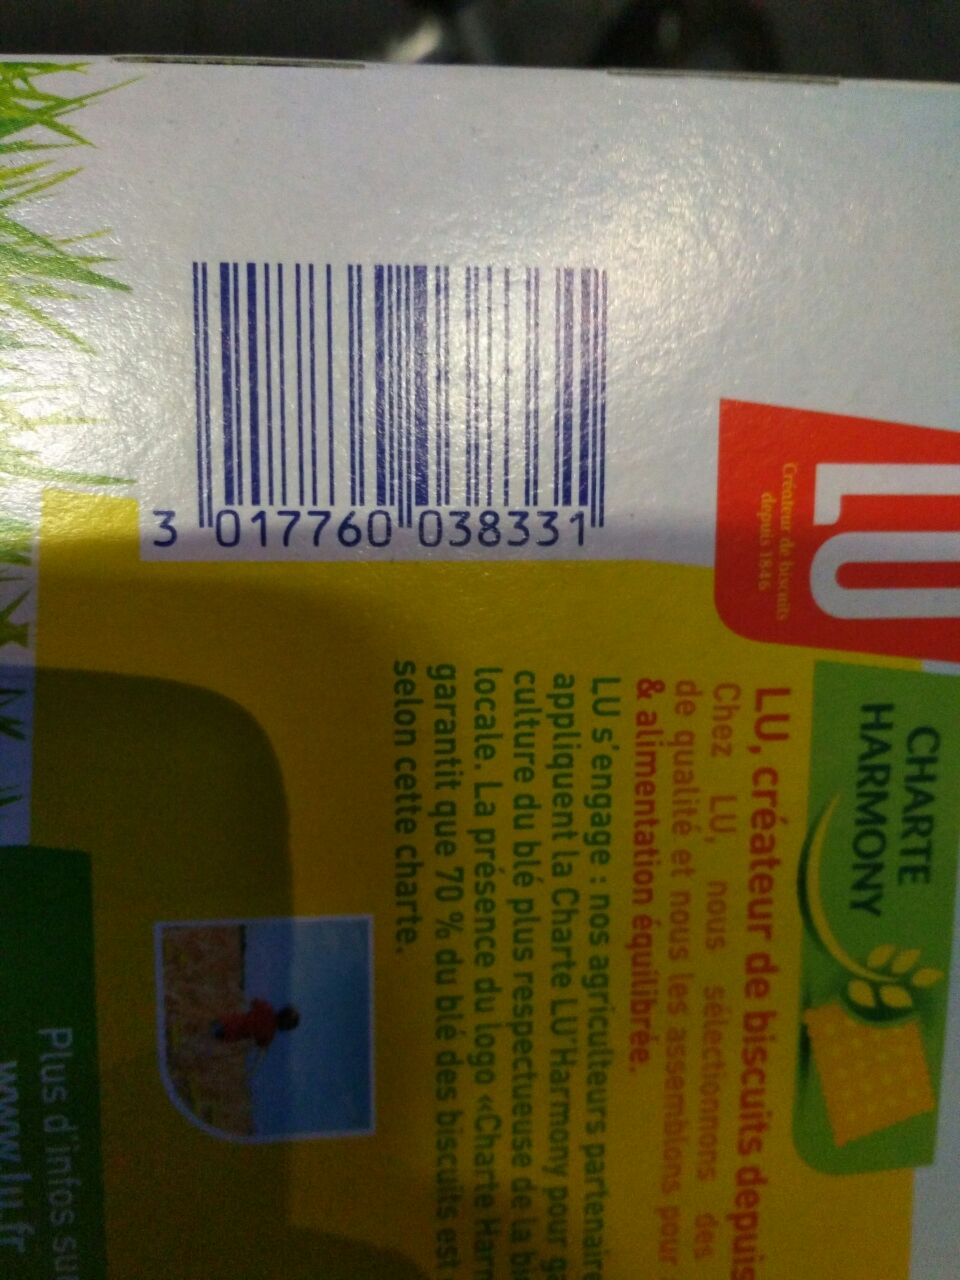 3 017760 038331
LU
Créateur de biscuits
depuis 1846
CHARTE
HARMONY
LU, créateur de biscuits depuis
Chez LU, nous sélectionnons des
de qualité et nous les assemblons pour
& alimentation équilibrée.
LU s'engage : nos agriculteurs partenaire
appliquent la Charte LU'Harmony pour
culture du blé plus respectueuse de la
locale. La présence du logo «Charte
garantit que 70 % du blé des biscuits est
selon cette charte.
Plus d'infos
www.lu.fr